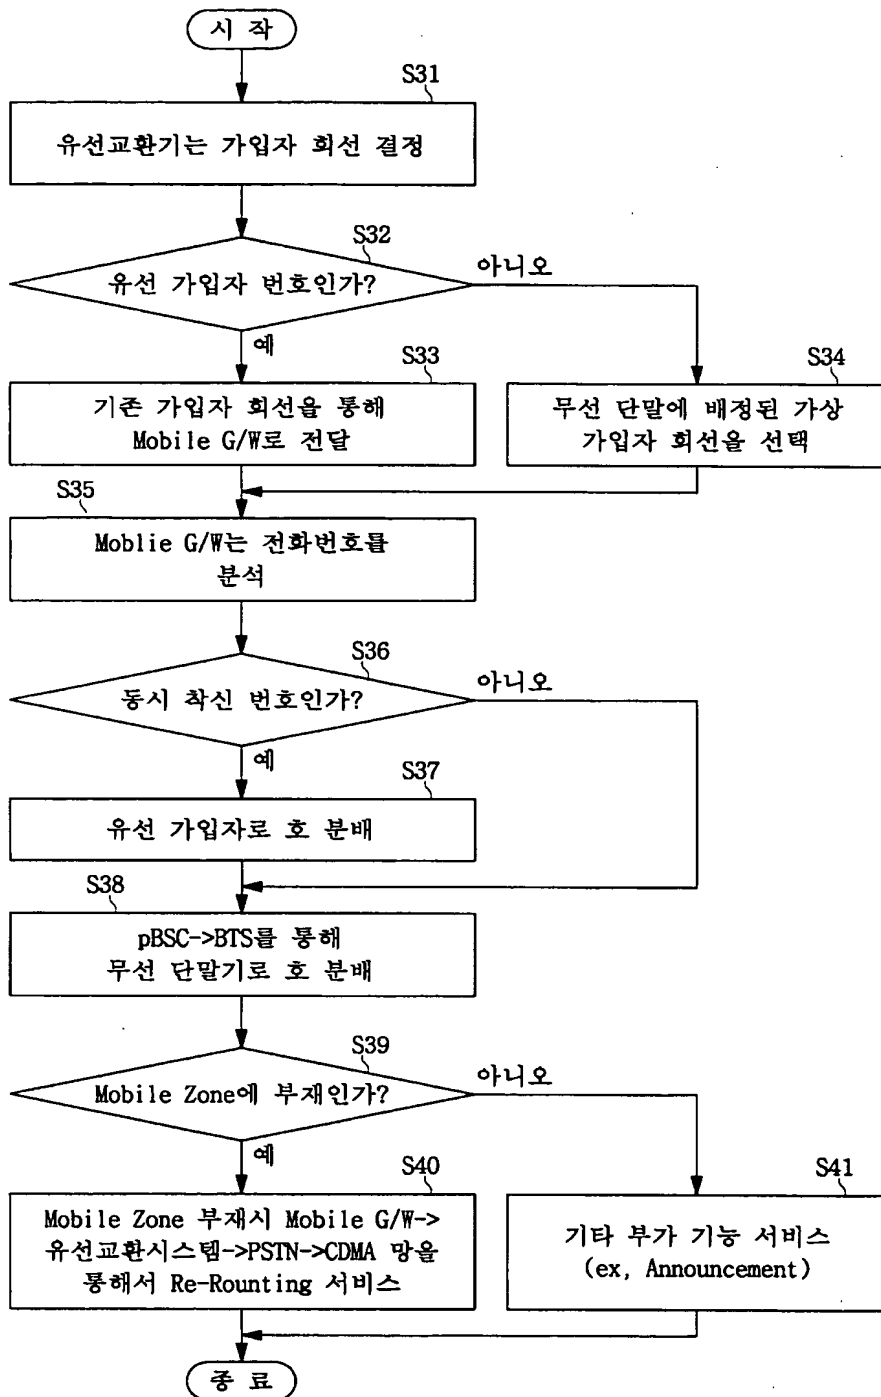 시 작
S31
유선교환기는 가입자 회선 결정
S32
유선 가입자 번호인가?
아니오
예
S33
기존 가입자 회선을 통해
Mobile G/W로 전달
S34
무선 단말에 배정된 가상
가입자 회선을 선택
S35
Moblie G/W는 전화번호를
분석
S36
동시 착신 번호인가?
아니오
예
S37
유선 가입자로 호 분배
S38
pBSC->BTS를 통해
무선 단말기로 호 분배
S39
Mobile Zone에 부재인가?
아니오
예
S40
Mobile Zone 부재시 Mobile G/W->
유선교환시스템->PSTN->CDMA 망을
통해서 Re-Rounting 서비스
S41
기타 부가 기능 서비스
(ex, Announcement)
종 료